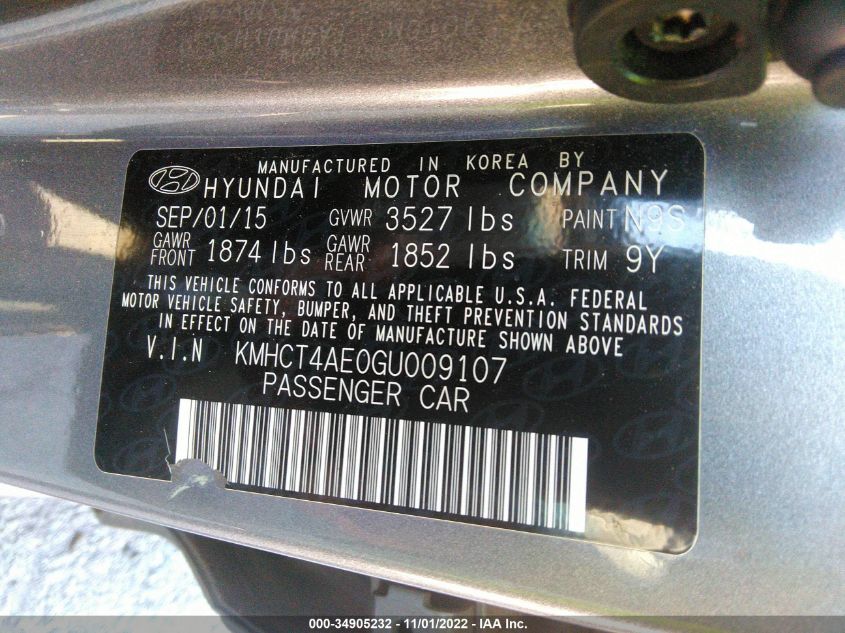 MANUFACTURED IN KOREA BY
HYUNDAI MOTOR COMPANY
SEP/01/15 GVWR 3527 lbs PAINT N9S
GAWR FRONT 1874 lbs GAWR REAR 1852 lbs TRIM 9Y
THIS VEHICLE CONFORMS TO ALL APPLICABLE U.S.A. FEDERAL
MOTOR VEHICLE SAFETY, BUMPER, AND THEFT PREVENTION STANDARDS
IN EFFECT ON THE DATE OF MANUFACTURE SHOWN ABOVE
V.I.N KMHCT4AE0GU009107
PASSENGER CAR
000-34905232 - 11/01/2022 - IAA Inc.